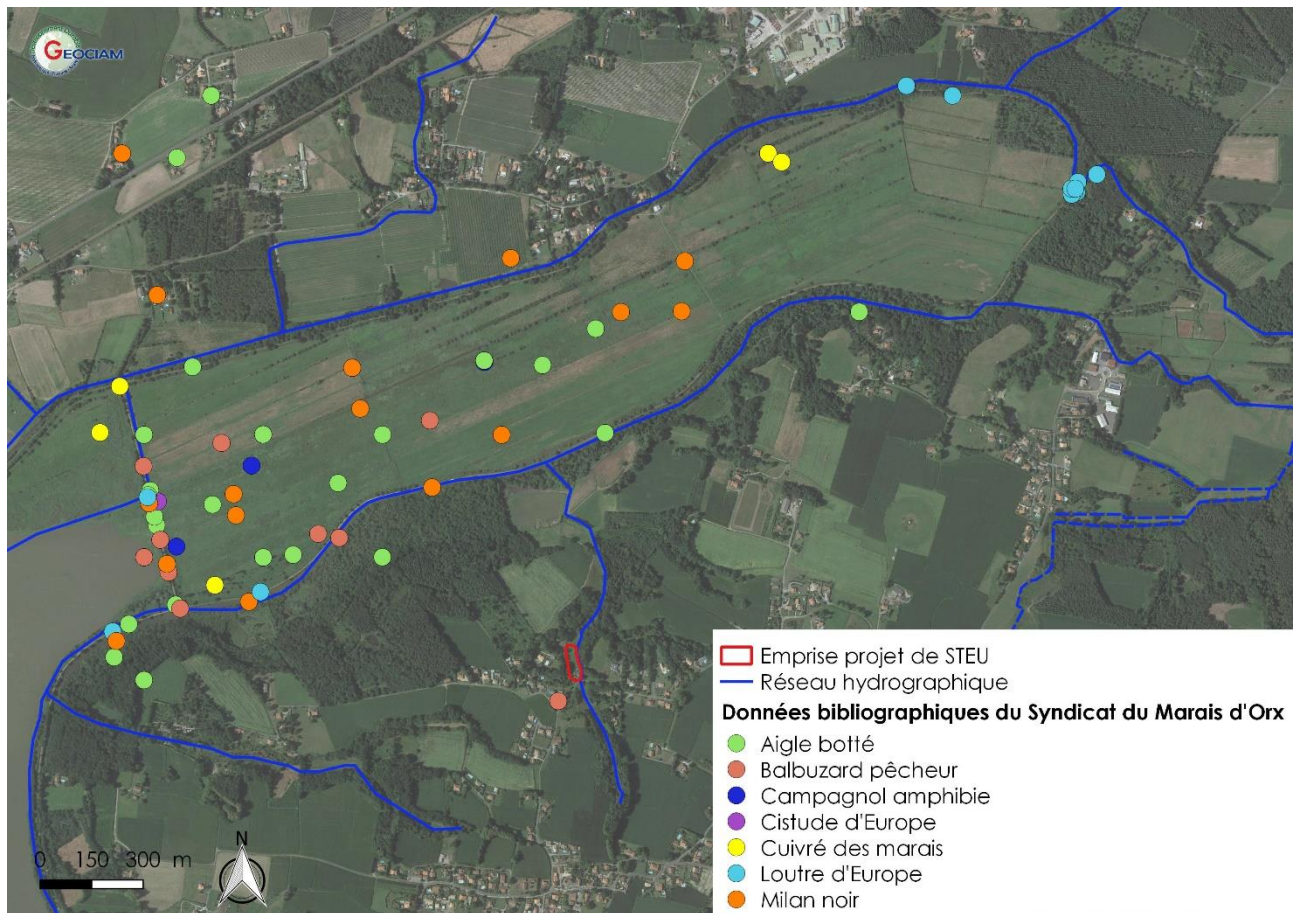 GEOCIAM
Emprise projet de STEU
Réseau hydrographique
Données bibliographiques du Syndicat du Marais d'Orx
Aigle botté
Balbuzard pêcheur
Campagnol amphibie
Cistude d'Europe
Cuivré des marais
Loutre d'Europe
Milan noir
N
0 150 300 m